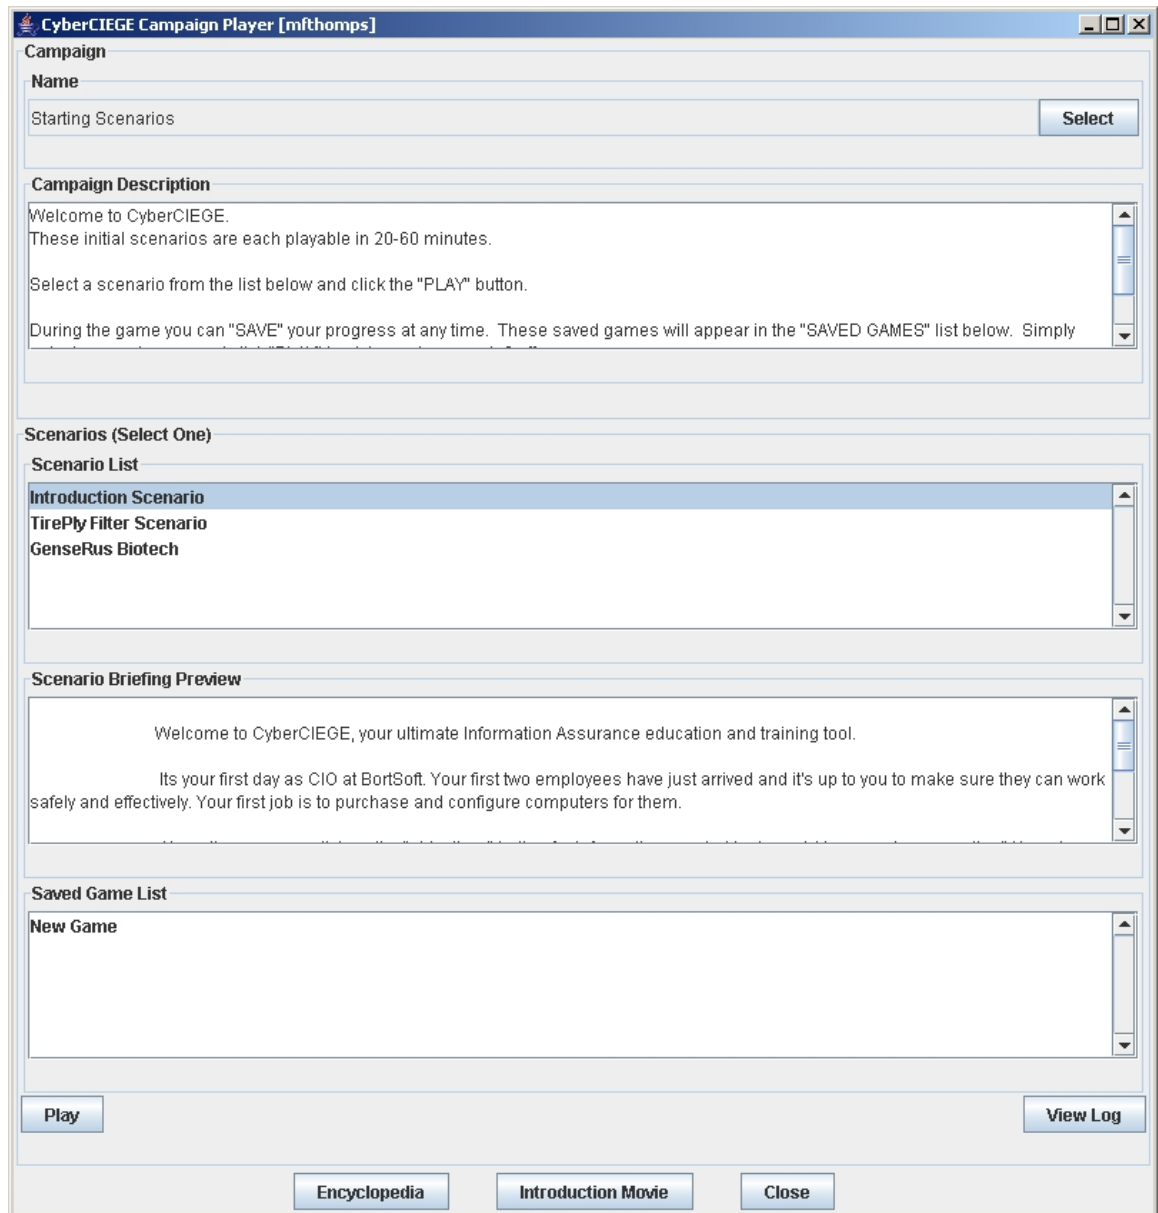 CyberCIEGE Campaign Player [mfthomps]
Campaign
Name
Starting Scenarios
Select
Campaign Description
Welcome to CyberCIEGE.
These initial scenarios are each playable in 20-60 minutes.
Select a scenario from the list below and click the "PLAY" button.
During the game you can "SAVE" your progress at any time. These saved games will appear in the "SAVED GAMES" list below. Simply
Scenarios (Select One)
Scenario List
Introduction Scenario
TirePly Filter Scenario
GenseRus Biotech
Scenario Briefing Preview
Welcome to CyberCIEGE, your ultimate Information Assurance education and training tool.
Its your first day as CIO at BortSoft. Your first two employees have just arrived and it's up to you to make sure they can work
safely and effectively. Your first job is to purchase and configure computers for them.
Saved Game List
New Game
Play
View Log
Encyclopedia
Introduction Movie
Close